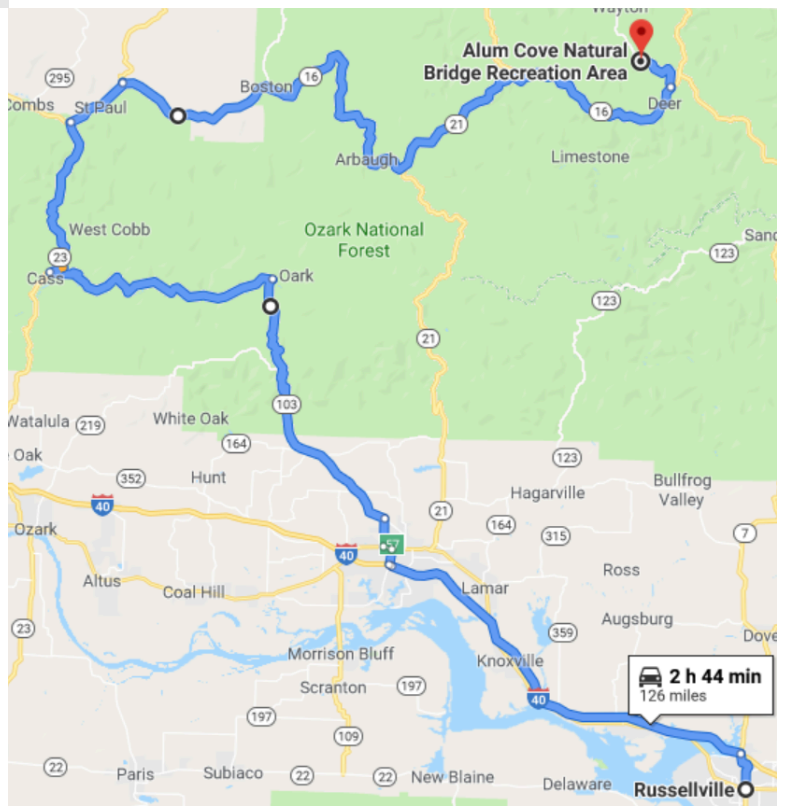 Wayton
Alum Cove Natural
Bridge Recreation Area
295
Boston
16
Combs
St Paul
Deer
16
21
Arbaugh
Limestone
West Cobb
Ozark National
Forest
Sand
123
23
Cass
Oark
123
21
103
Watalula
219
White Oak
164
Oak
352
Hunt
123
Bullfrog
Valley
Hagarville
40
21
164
Ozark
57
40
315
7
Altus
Coal Hill
Lamar
Ross
Augsburg
23
359
Dove
Morrison Bluff
Knoxville
Scranton
197
2 h 44 min
126 miles
40
197
109
22
Paris
Subiaco
22
22
New Blaine
Delaware
Russellville